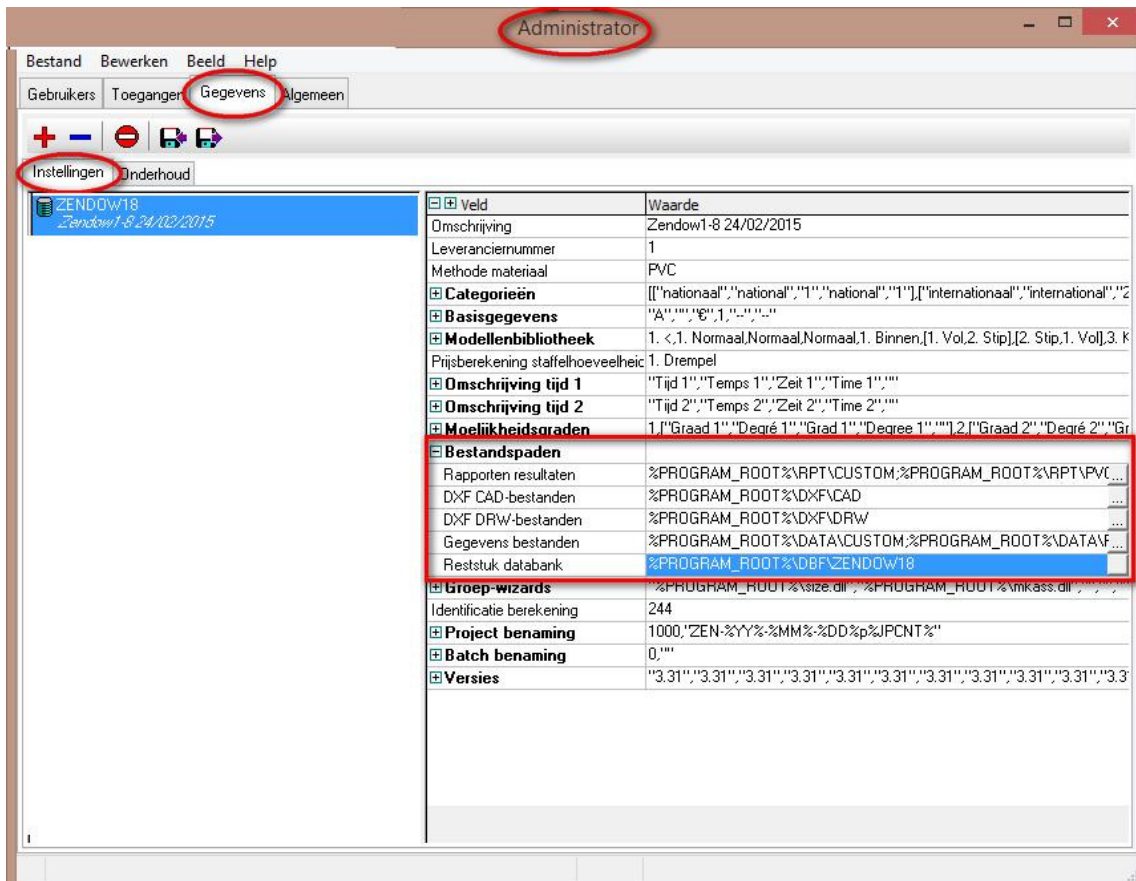 Administrator
Bestand Bewerken Beeld Help
Gebruikers Toegangen Gegevens Algemeen
Instellingen Onderhoud
ZENDOW18
Zendow1-8 24/02/2015
Veld Waarde
Omschrijving Zendow1-8 24/02/2015
Leveranciernummer 1
Methode materiaal PVC
Categorieën [["nationaal","national","1","national","1"],["internationaal","international","2
Basisgegevens "A","","€",1,"--","--"
Modellenbibliotheek 1. <,1. Normaal,Normaal,Normaal,1. Binnen,[1. Vol,2. Stip],[2. Stip,1. Vol],3. K
Prijsberekening staffelhoeveelheic 1. Drempel
Omschrijving tijd 1 "Tijd 1","Temps 1","Zeit 1","Time 1",""
Omschrijving tijd 2 "Tijd 2","Temps 2","Zeit 2","Time 2",""
Moeilijkheidsgraden 1,["Graad 1","Degré 1","Grad 1","Degree 1",""],2,["Graad 2","Degré 2","Gr
Bestandspaden
Rapporten resultaten %PROGRAM_ROOT%\RPT\CUSTOM;%PROGRAM_ROOT%\RPT\PVC...
DXF CAD-bestanden %PROGRAM_ROOT%\DXF\CAD ...
DXF DRW-bestanden %PROGRAM_ROOT%\DXF\DRW ...
Gegevens bestanden %PROGRAM_ROOT%\DATA\CUSTOM;%PROGRAM_ROOT%\DATA\F...
Reststuk databank %PROGRAM_ROOT%\DBF\ZENDOW18
Groep-wizards "%PROGRAM_ROOT%\size.dll","%PROGRAM_ROOT%\mkass.dll","","",
Identificatie berekening 244
Project benaming 1000,"ZEN-%YY%-%MM%-%DD%p%JPCNT%"
Batch benaming 0,""
Versies "3.31","3.31","3.31","3.31","3.31","3.31","3.31","3.31","3.31","3.31","3.31","3.3